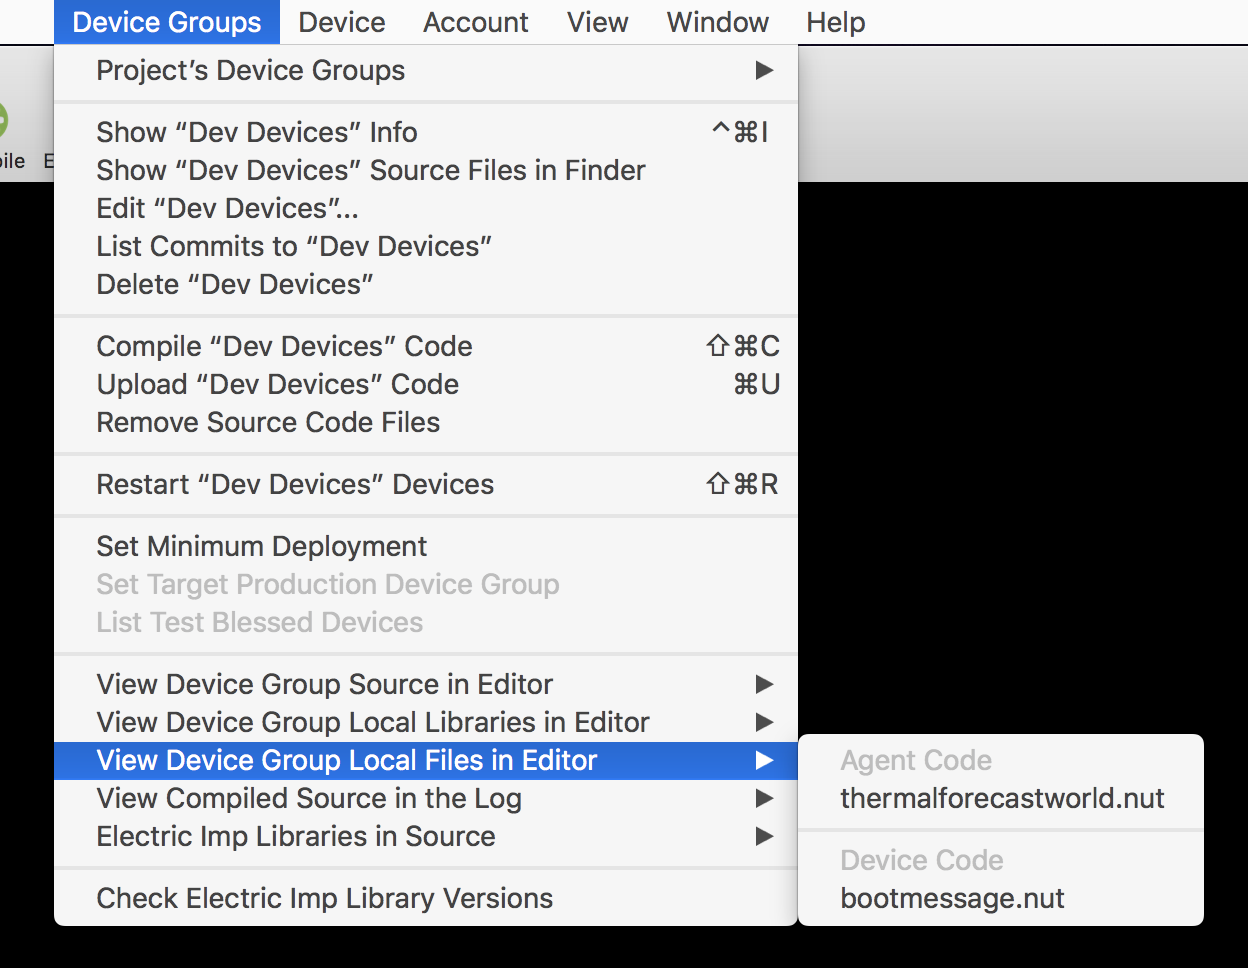 Device Groups Device Account View Window Help
Project’s Device Groups ▶
Show “Dev Devices” Info ^⌘I
Show “Dev Devices” Source Files in Finder
Edit “Dev Devices”...
List Commits to “Dev Devices”
Delete “Dev Devices”
Compile “Dev Devices” Code ⇧⌘C
Upload “Dev Devices” Code ⌘U
Remove Source Code Files
Restart “Dev Devices” Devices ⇧⌘R
Set Minimum Deployment
Set Target Production Device Group
List Test Blessed Devices
View Device Group Source in Editor ▶
View Device Group Local Libraries in Editor ▶
View Device Group Local Files in Editor ▶
View Compiled Source in the Log ▶
Electric Imp Libraries in Source ▶
Check Electric Imp Library Versions
Agent Code
thermalforecastworld.nut
Device Code
bootmessage.nut